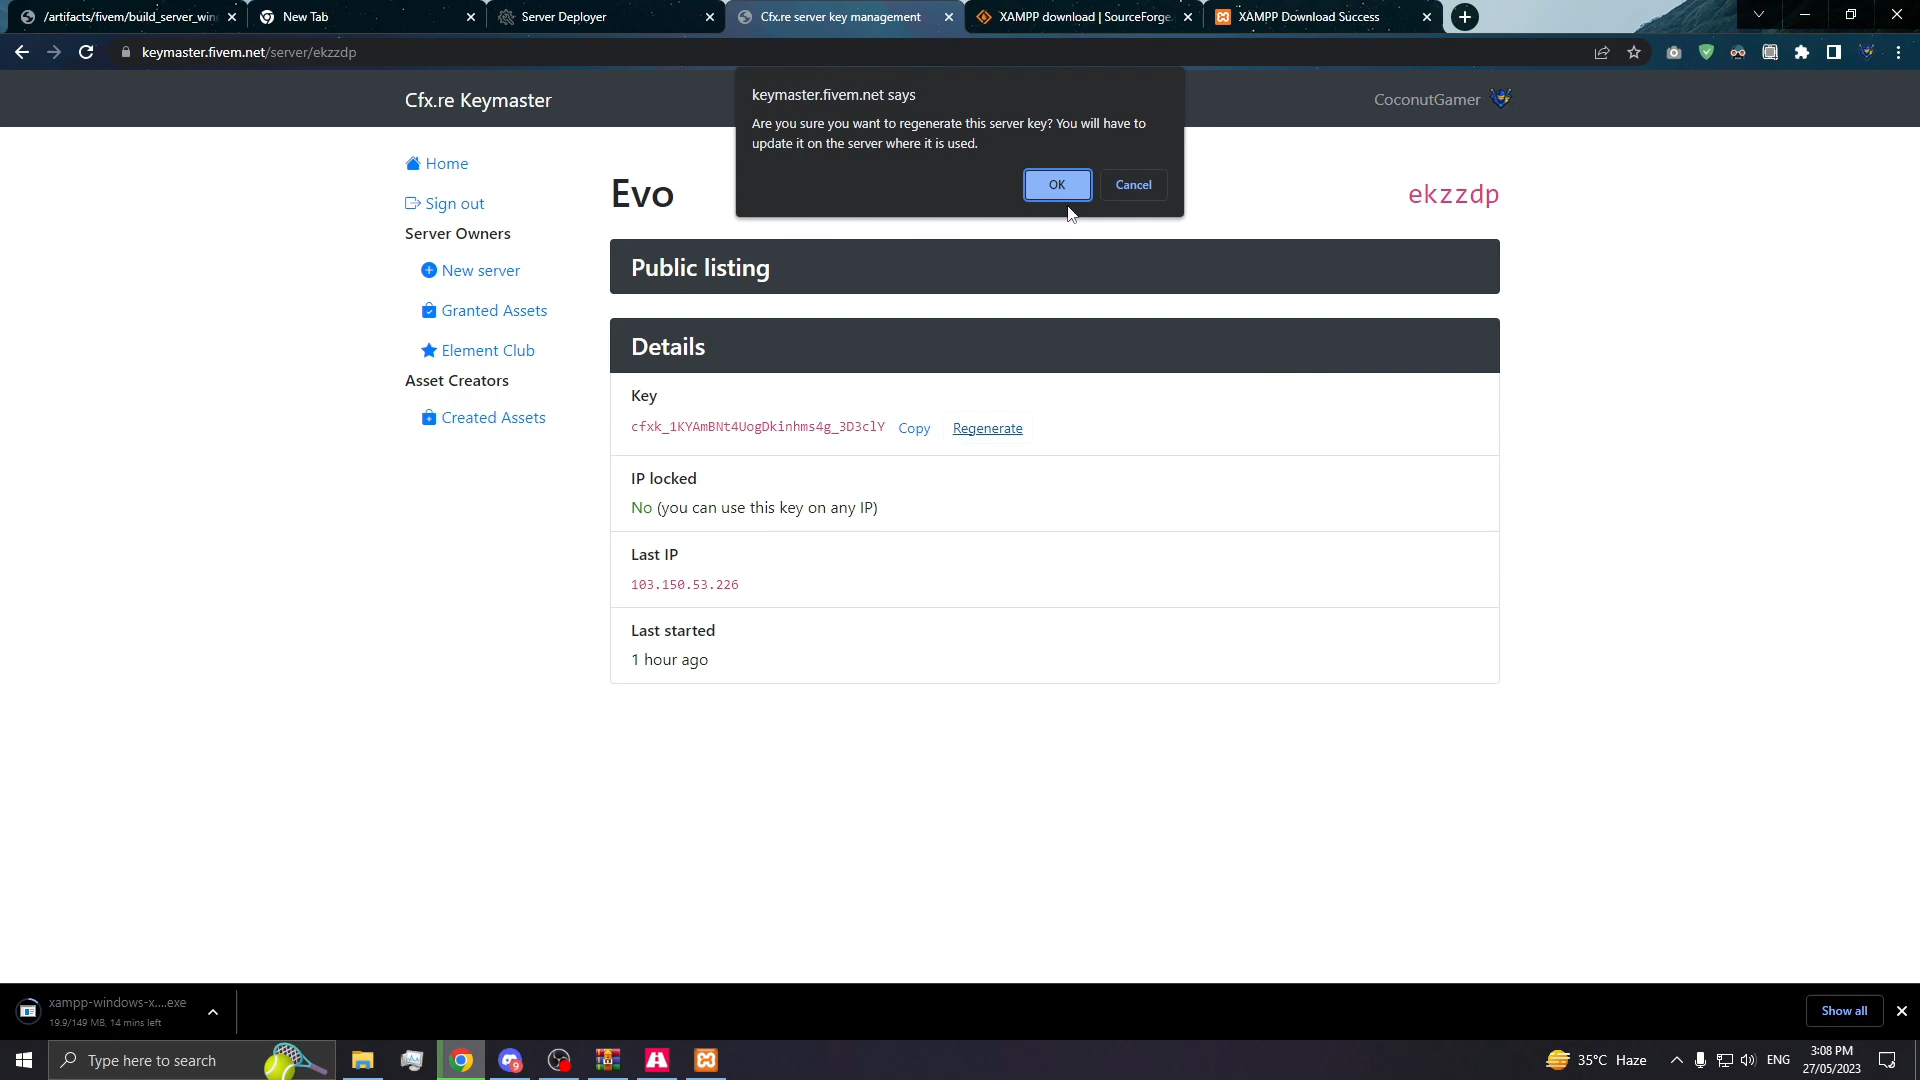 /artifacts/fivem/build_server_win
New Tab
Server Deployer
Cfx.re server key management
XAMPP download | SourceForge.
XAMPP Download Success
keymaster.fivem.net/server/ekzzdp
Cfx.re Keymaster
CoconutGamer
keymaster.fivem.net says
Are you sure you want to regenerate this server key? You will have to
update it on the server where it is used.
OK
Cancel
Home
Sign out
Server Owners
New server
Granted Assets
Element Club
Asset Creators
Created Assets
Evo
ekzzdp
Public listing
Details
Key
cfxk_1KYAmBNt4UogDkinhms4g_3D3clY Copy Regenerate
IP locked
No (you can use this key on any IP)
Last IP
103.150.53.226
Last started
1 hour ago
xampp-windows-x....exe
19.9/149 MB, 14 mins left
Show all
Type here to search
9
35°C Haze
ENG
3:08 PM
27/05/2023